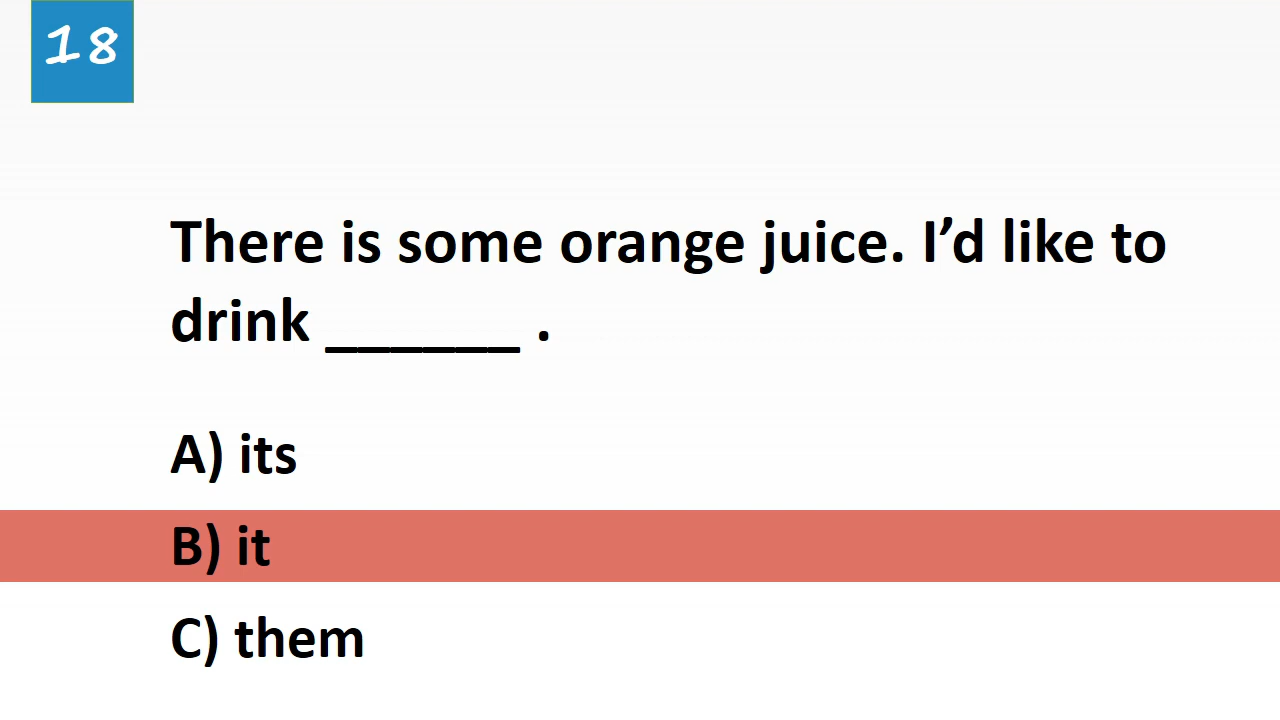 18
There is some orange juice. I’d like to
drink ______ .
A) its
B) it
C) them